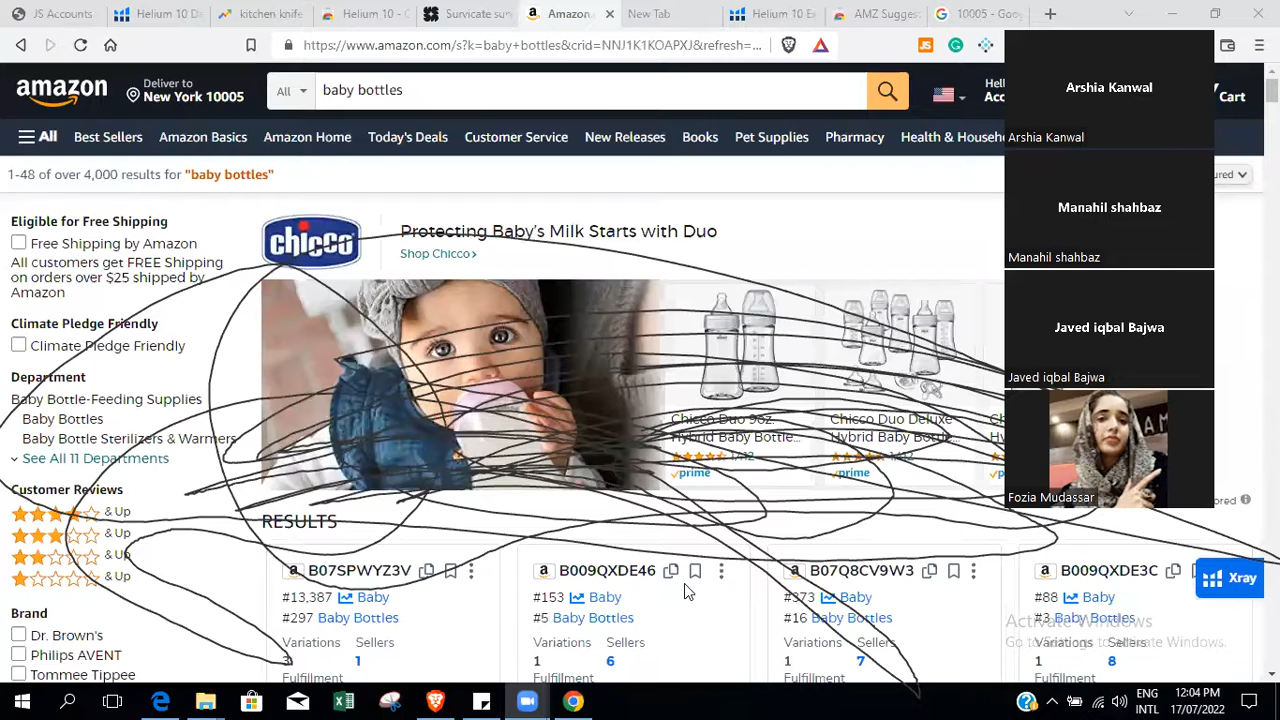 JS Accounts
Helium 10 Da
kitchen knife
Helium 10 - C
Survicate sur
Amazon
New Tab
Helium 10 Ex
AMZ Sugges
10005 - Goog
https://www.amazon.com/s?k=baby+bottles&crid=NNJ1K1KOAPXJ&refresh=...
JS
amazon
Deliver to
New York 10005
All
baby bottles
Hell
Acc
Cart
All
Best Sellers
Amazon Basics
Amazon Home
Today's Deals
Customer Service
New Releases
Books
Pet Supplies
Pharmacy
Health & Househo
1-48 of over 4,000 results for "baby bottles"
ured
Eligible for Free Shipping
Free Shipping by Amazon
All customers get FREE Shipping
on orders over $25 shipped by
Amazon
Climate Pledge Friendly
Climate Pledge Friendly
Department
Baby Bottle-Feeding Supplies
Baby Bottles
Baby Bottle Sterilizers & Warmers
See All 11 Departments
Customer Reviews
& Up
& Up
& Up
& Up
Brand
Dr. Brown's
Philips AVENT
Tommee Tippee
chicco
Protecting Baby's Milk Starts with Duo
Shop Chicco
Chicco Duo 9oz.
Hybrid Baby Bottle...
prime
Chicco Duo Deluxe
Hybrid Baby Bottle...
prime
RESULTS
B07SPWYZ3V
#13,387 Baby
#297 Baby Bottles
Variations Sellers
3 1
Fulfillment
B009QXDE46
#153 Baby
#5 Baby Bottles
Variations Sellers
1 6
Fulfillment
B07Q8CV9W3
#373 Baby
#16 Baby Bottles
Variations Sellers
1 7
Fulfillment
B009QXDE3C
#88 Baby
#3 Baby Bottles
Variations Sellers
1 8
Fulfillment
Xray
Activate Windows
Go to Settings to activate Windows.
Arshia Kanwal
Arshia Kanwal
Manahil shahbaz
Manahil shahbaz
Javed iqbal Bajwa
Javed iqbal Bajwa
Fozia Mudassar
ored
ENG
INTL
12:04 PM
17/07/2022